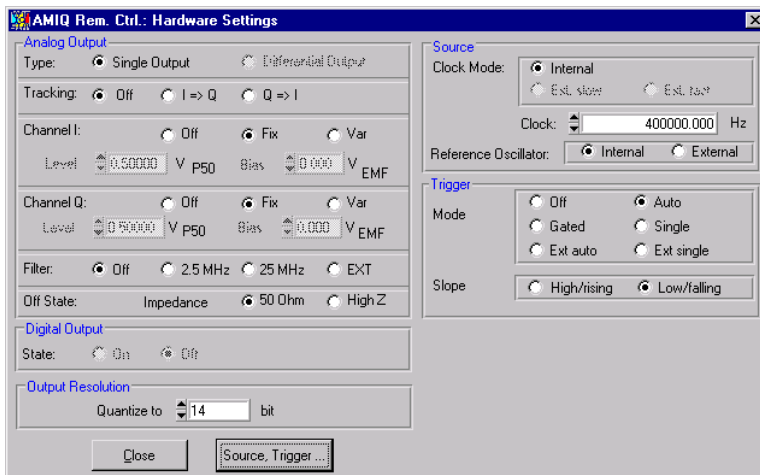 AMIQ Rem. Ctrl.: Hardware Settings
Analog Output
Type: Single Output Differential Output
Tracking: Off I => Q Q => I
Channel I: Off Fix Var
Level 0.50000 V P50 Bias 0.000 V EMF
Channel Q: Off Fix Var
Level 0.50000 V P50 Bias 0.000 V EMF
Filter: Off 2.5 MHz 25 MHz EXT
Off State: Impedance 50 Ohm High Z
Digital Output
State: On Off
Output Resolution
Quantize to 14 bit
Close Source, Trigger ...
Source
Clock Mode: Internal
Ext. slow Ext. fast
Clock: 400000.000 Hz
Reference Oscillator: Internal External
Trigger
Mode Off Auto
Gated Single
Ext auto Ext single
Slope High/rising Low/falling